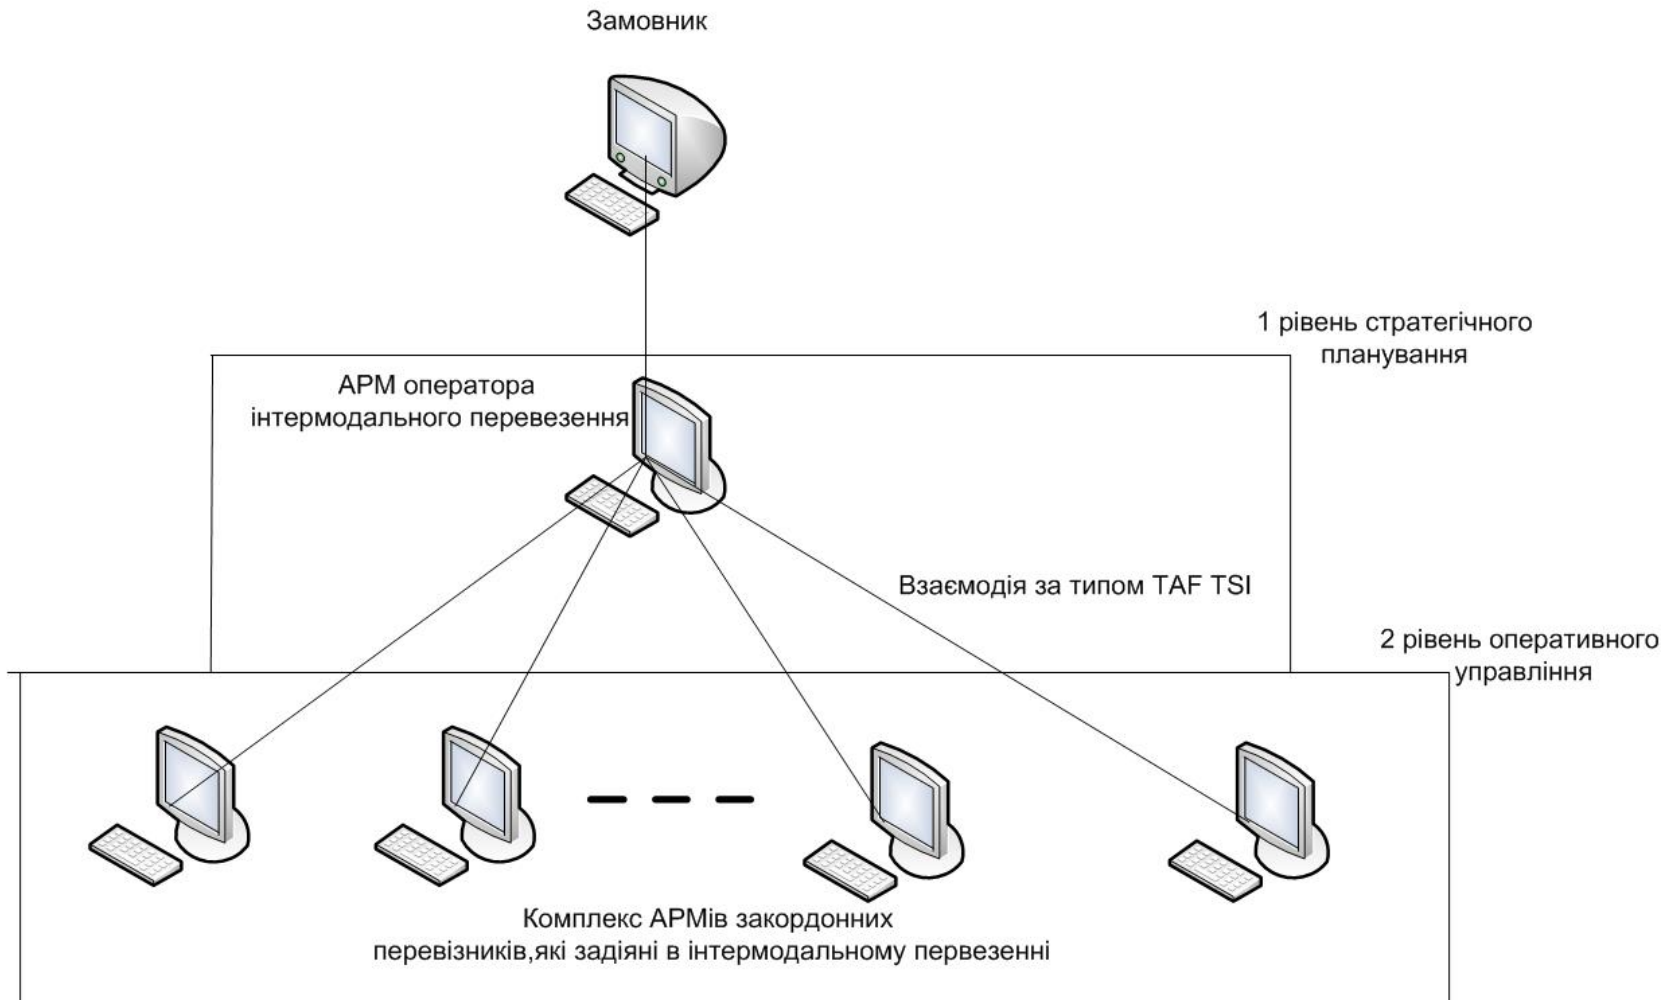 Замовник
1 рівень стратегічного
планування
АРМ оператора
інтермодального перевезення
Взаємодія за типом TAF TSI
2 рівень оперативного
управління
Комплекс АРМів закордонних
перевізників,які задіяні в інтермодальному первезенні